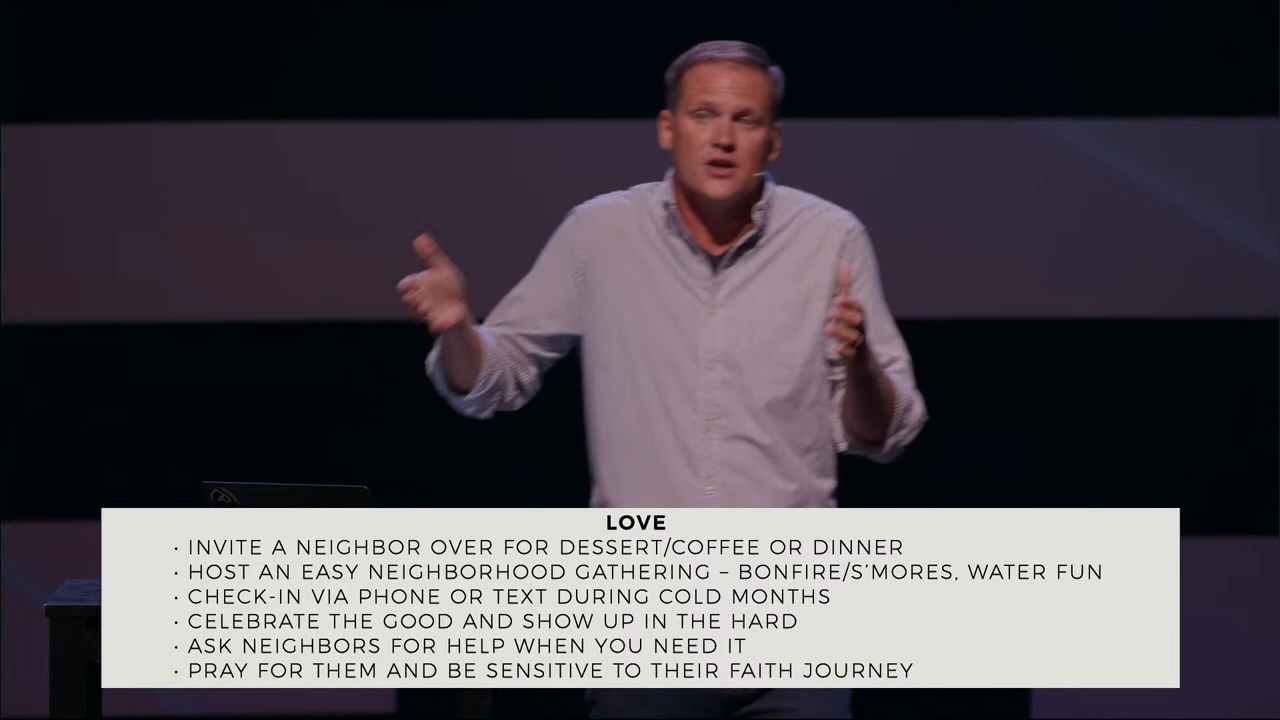 LOVE
· INVITE A NEIGHBOR OVER FOR DESSERT/COFFEE OR DINNER
· HOST AN EASY NEIGHBORHOOD GATHERING – BONFIRE/S'MORES, WATER FUN
· CHECK-IN VIA PHONE OR TEXT DURING COLD MONTHS
· CELEBRATE THE GOOD AND SHOW UP IN THE HARD
· ASK NEIGHBORS FOR HELP WHEN YOU NEED IT
· PRAY FOR THEM AND BE SENSITIVE TO THEIR FAITH JOURNEY